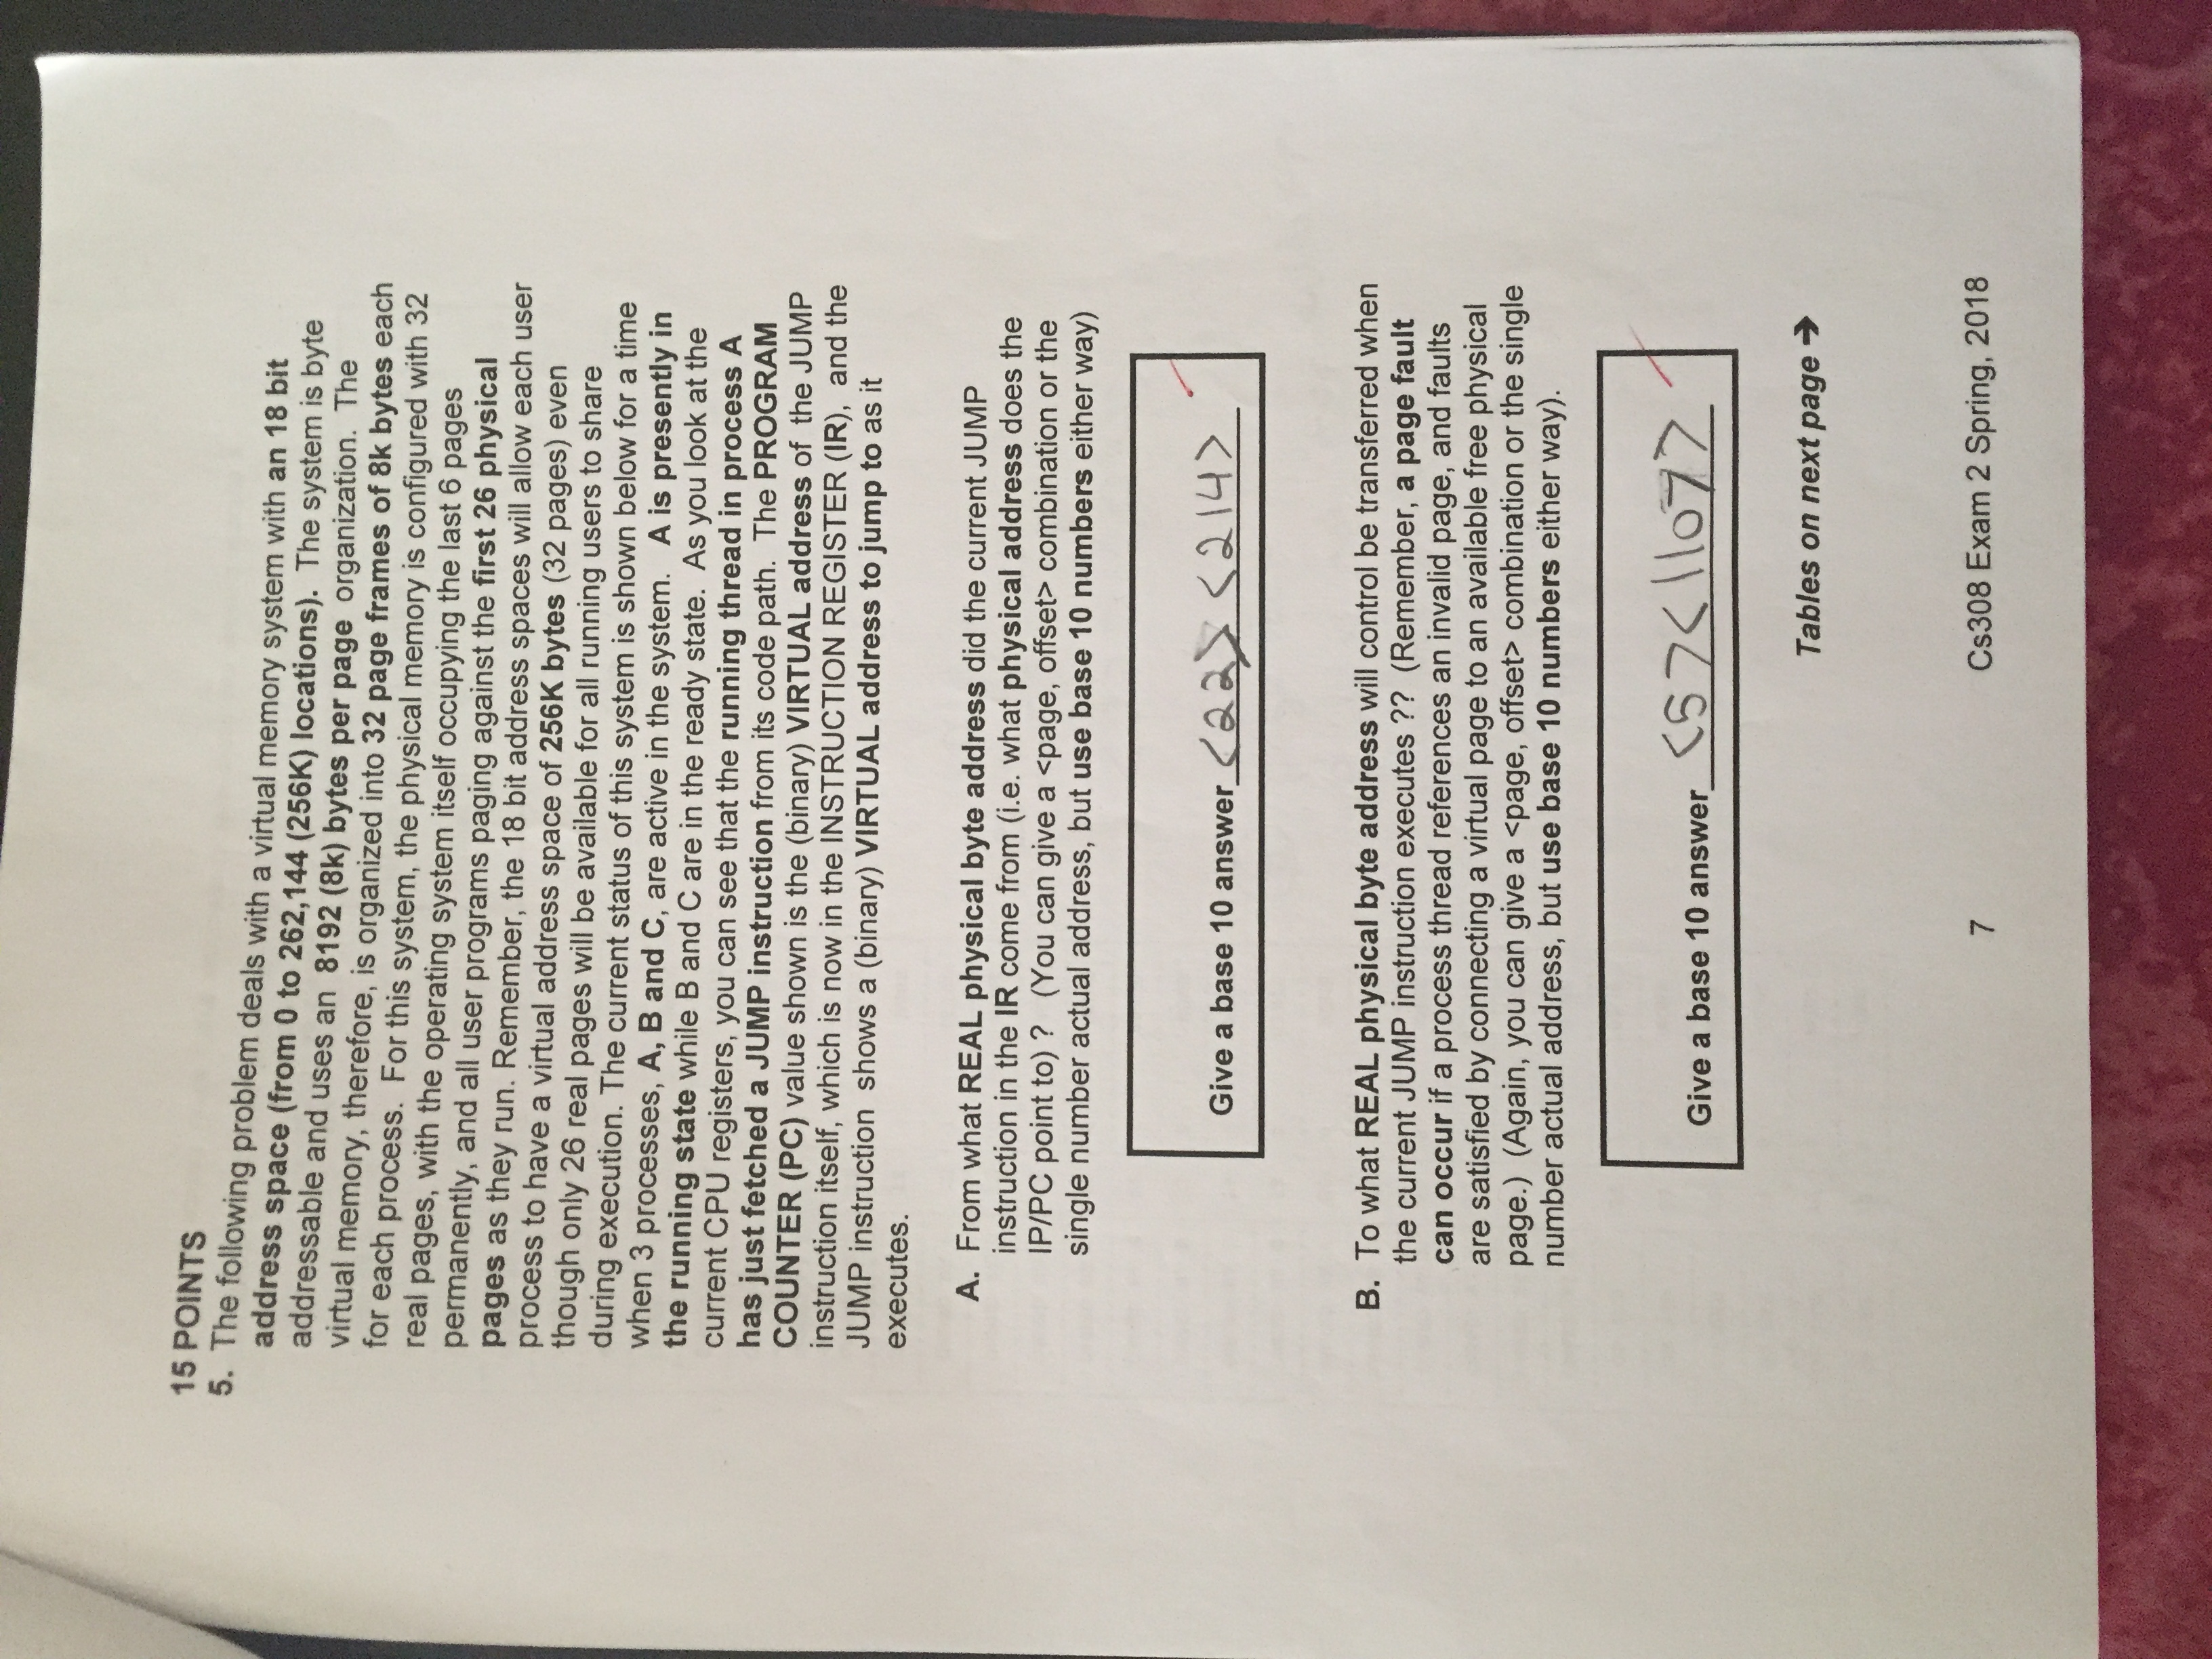 15 POINTS
5. The following problem deals with a virtual memory system with an 18 bit
address space (from 0 to 262,144 (256K) locations). The system is byte
addressable and uses an 8192 (8k) bytes per page organization. The
virtual memory, therefore, is organized into 32 page frames of 8k bytes each
for each process. For this system, the physical memory is configured with 32
real pages, with the operating system itself occupying the last 6 pages
permanently, and all user programs paging against the first 26 physical
pages as they run. Remember, the 18 bit address spaces will allow each user
process to have a virtual address space of 256K bytes (32 pages) even
though only 26 real pages will be available for all running users to share
during execution. The current status of this system is shown below for a time
when 3 processes, A, B and C, are active in the system. A is presently in
the running state while B and C are in the ready state. As you look at the
current CPU registers, you can see that the running thread in process A
has just fetched a JUMP instruction from its code path. The PROGRAM
COUNTER (PC) value shown is the (binary) VIRTUAL address of the JUMP
instruction itself, which is now in the INSTRUCTION REGISTER (IR), and the
JUMP instruction shows a (binary) VIRTUAL address to jump to as it
executes.
A. From what REAL physical byte address did the current JUMP
instruction in the IR come from (i.e. what physical address does the
IP/PC point to) ? (You can give a <page, offset> combination or the
single number actual address, but use base 10 numbers either way)
Give a base 10 answer <22> <214>
B. To what REAL physical byte address will control be transferred when
the current JUMP instruction executes ?? (Remember, a page fault
can occur if a process thread references an invalid page, and faults
are satisfied by connecting a virtual page to an available free physical
page.) (Again, you can give a <page, offset> combination or the single
number actual address, but use base 10 numbers either way).
Give a base 10 answer <5><1107>
Tables on next page →
7 Cs308 Exam 2 Spring, 2018